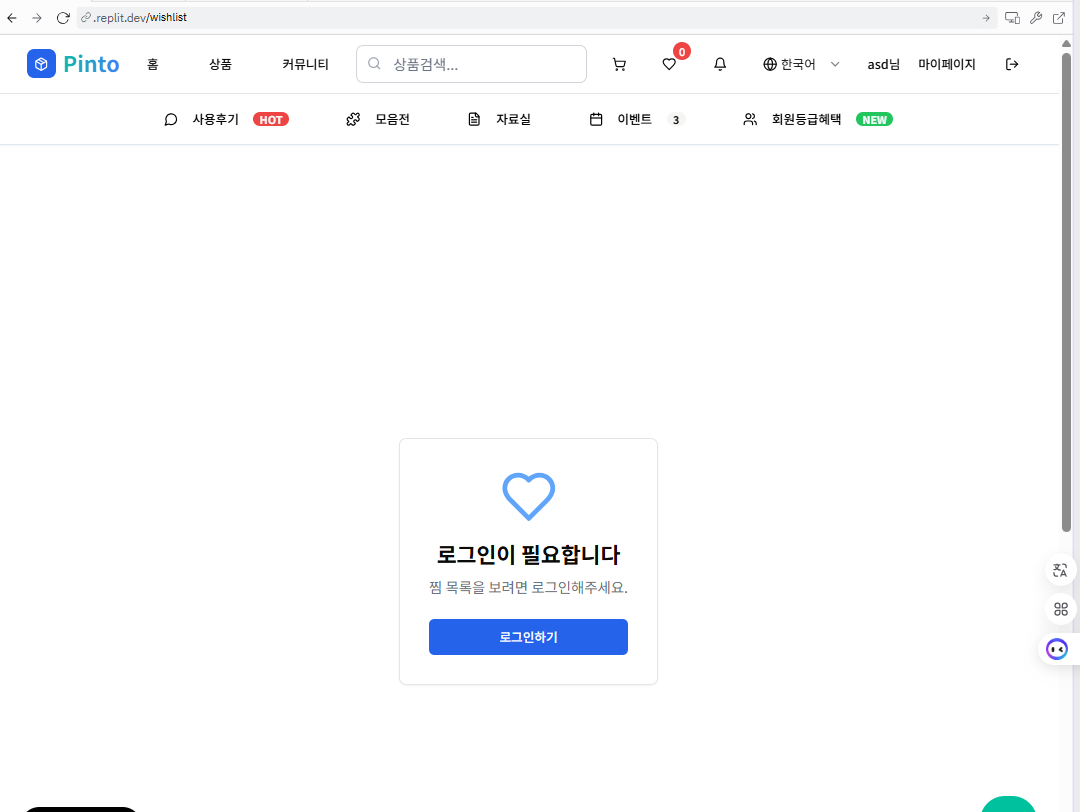 .replit.dev/wishlist
Pinto
홈
상품
커뮤니티
상품검색...
0
한국어
asd님
마이페이지
사용후기 HOT
모음전
자료실
이벤트 3
회원등급혜택 NEW
로그인이 필요합니다
찜 목록을 보려면 로그인해주세요.
로그인하기